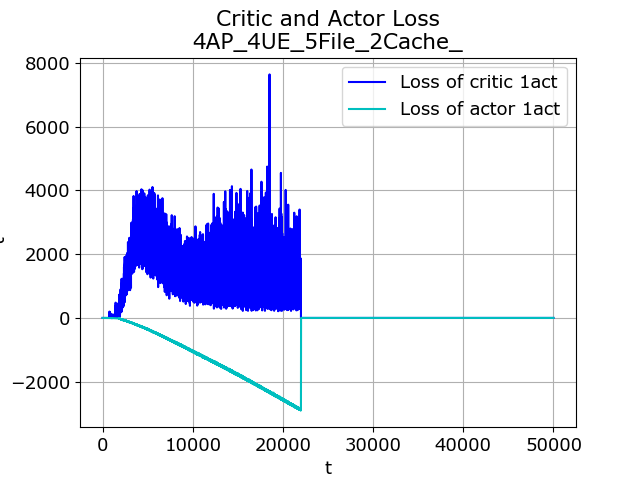 Critic and Actor Loss
4AP_4UE_5File_2Cache_
8000
6000
4000
2000
0
−2000
Loss of critic 1act
Loss of actor 1act
0
10000
20000
30000
40000
50000
t